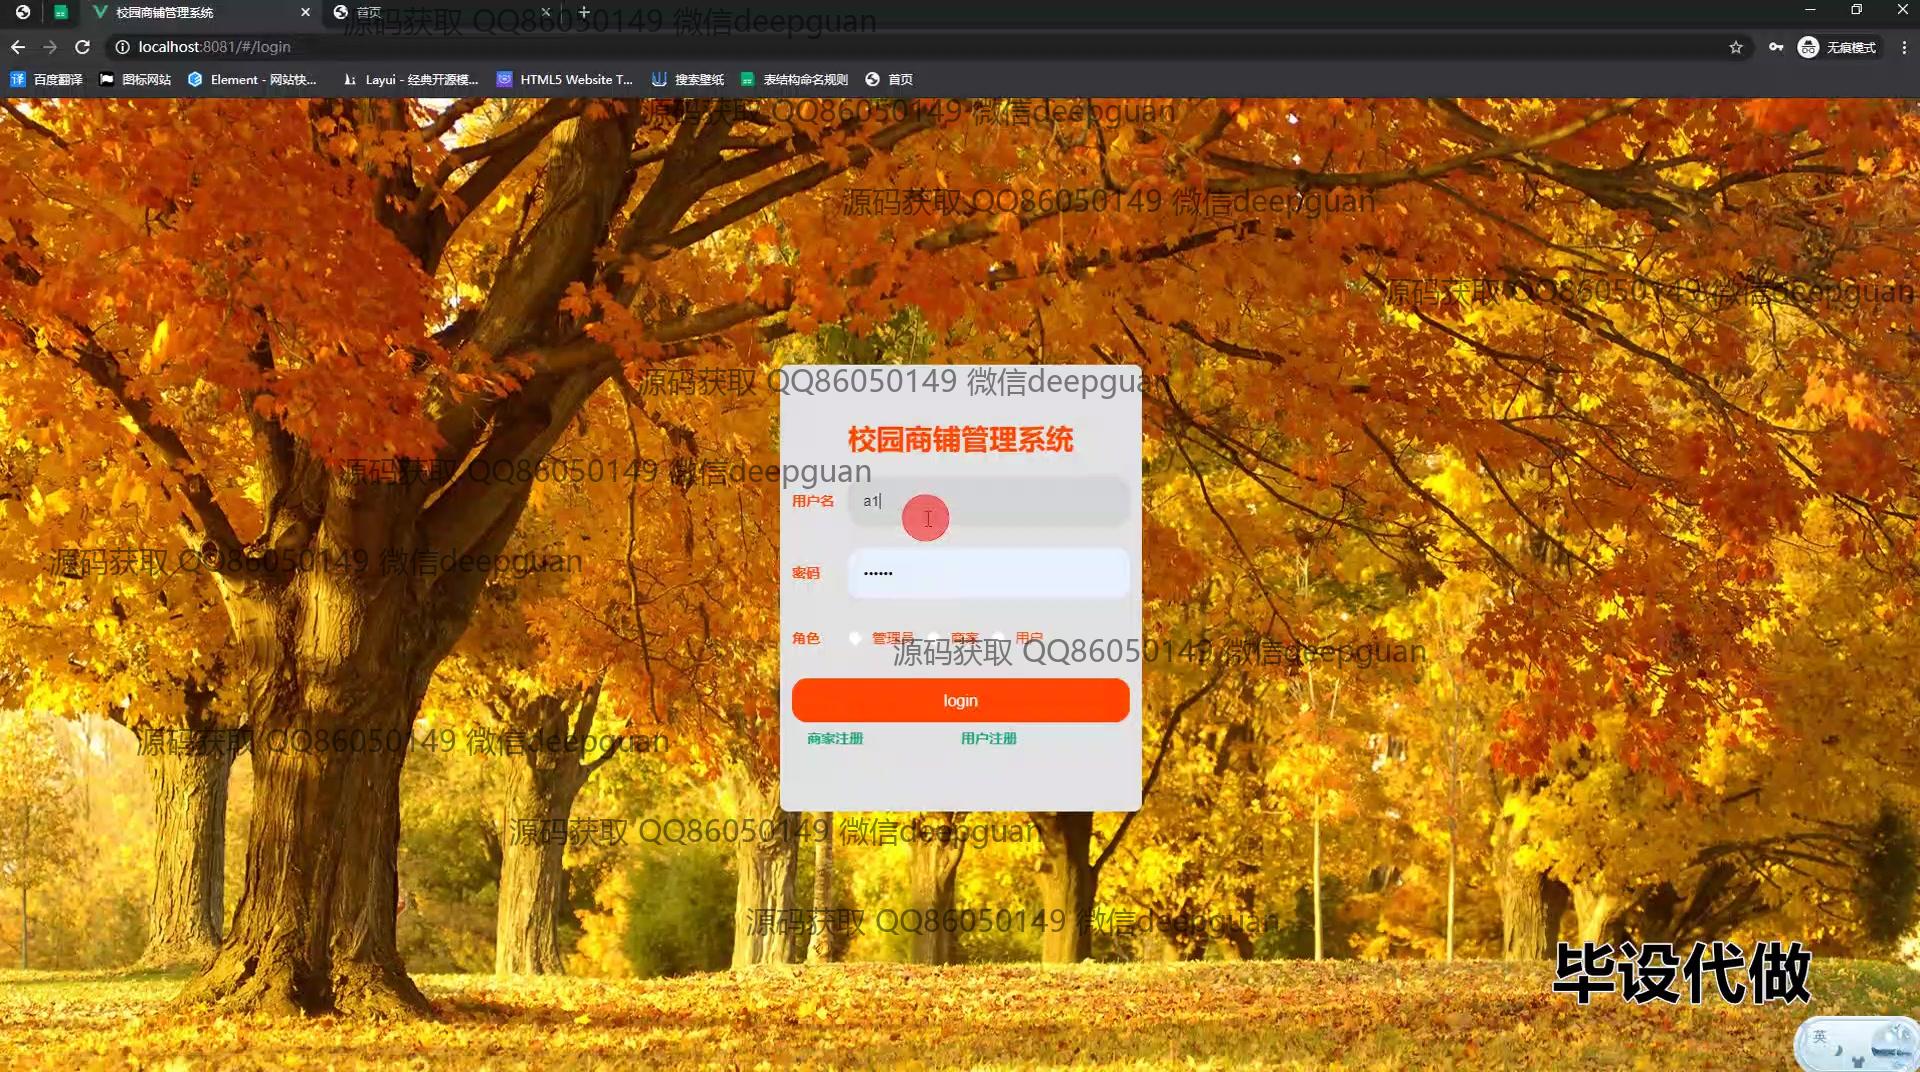 校园商铺管理系统
首页
源码获取 QQ86050149 微信deepguan
localhost:8081/#/login
无痕模式
百度翻译
图标网站
Element - 网站快...
Layui - 经典开源模...
HTML5 Website T...
搜索壁纸
表结构命名规则
首页
源码获取 QQ86050149 微信deepguan
源码获取 QQ86050149 微信deepguan
源码获取 QQ86050149 微信deepguan
源码获取 QQ86050149 微信deepguan
校园商铺管理系统
源码获取 QQ86050149 微信deepguan
用户名 a1
源码获取 QQ86050149 微信deepguan
密码 ••••••
角色 管理员 商家 用户
源码获取 QQ86050149 微信deepguan
login
商家注册 用户注册
源码获取 QQ86050149 微信deepguan
源码获取 QQ86050149 微信deepguan
源码获取 QQ86050149 微信deepguan
毕设代做
英